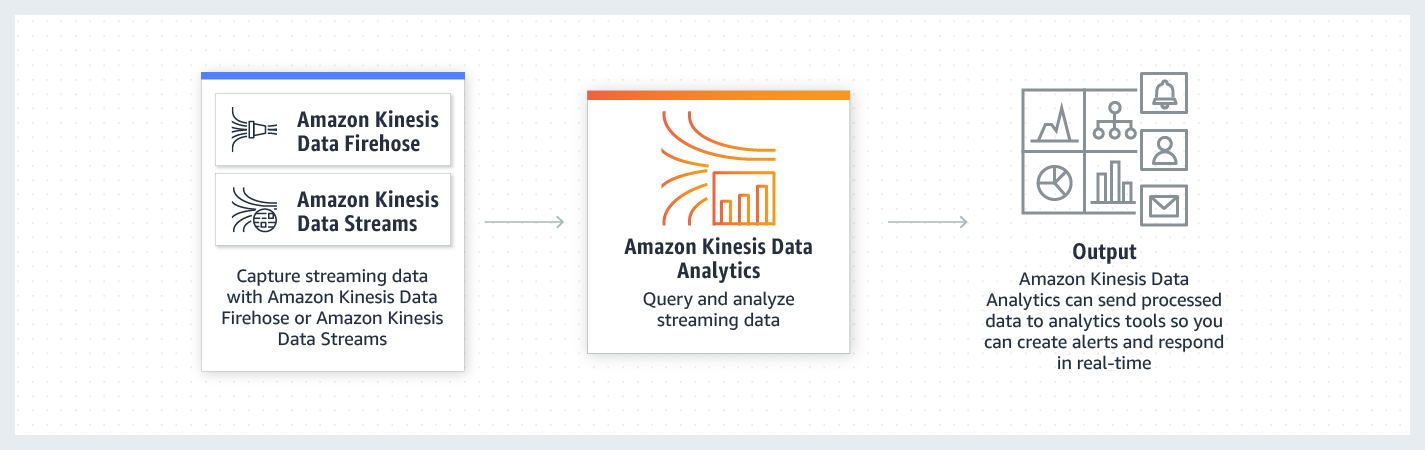 Amazon Kinesis
Data Firehose
Amazon Kinesis
Data Streams
Capture streaming data
with Amazon Kinesis Data
Firehose or Amazon Kinesis
Data Streams
Amazon Kinesis Data
Analytics
Query and analyze
streaming data
Output
Amazon Kinesis Data
Analytics can send processed
data to analytics tools so you
can create alerts and respond
in real-time